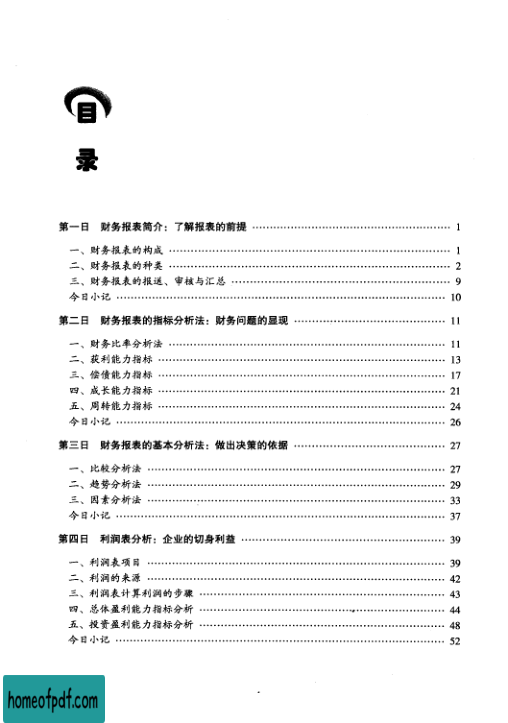 目
录
第一日 财务报表简介：了解报表的前提 …… 1
一、财务报表的构成 …… 1
二、财务报表的种类 …… 2
三、财务报表的报送、审核与汇总 …… 9
今日小记 …… 10
第二日 财务报表的指标分析法：财务问题的显现 …… 11
一、财务比率分析法 …… 11
二、获利能力指标 …… 13
三、偿债能力指标 …… 17
四、成长能力指标 …… 21
五、周转能力指标 …… 24
今日小记 …… 26
第三日 财务报表的基本分析法：做出决策的依据 …… 27
一、比较分析法 …… 27
二、趋势分析法 …… 29
三、因素分析法 …… 33
今日小记 …… 37
第四日 利润表分析：企业的切身利益 …… 39
一、利润表项目 …… 39
二、利润的来源 …… 42
三、利润表计算利润的步骤 …… 43
四、总体盈利能力指标分析 …… 44
五、投资盈利能力指标分析 …… 48
今日小记 …… 52
homeofpdf.com